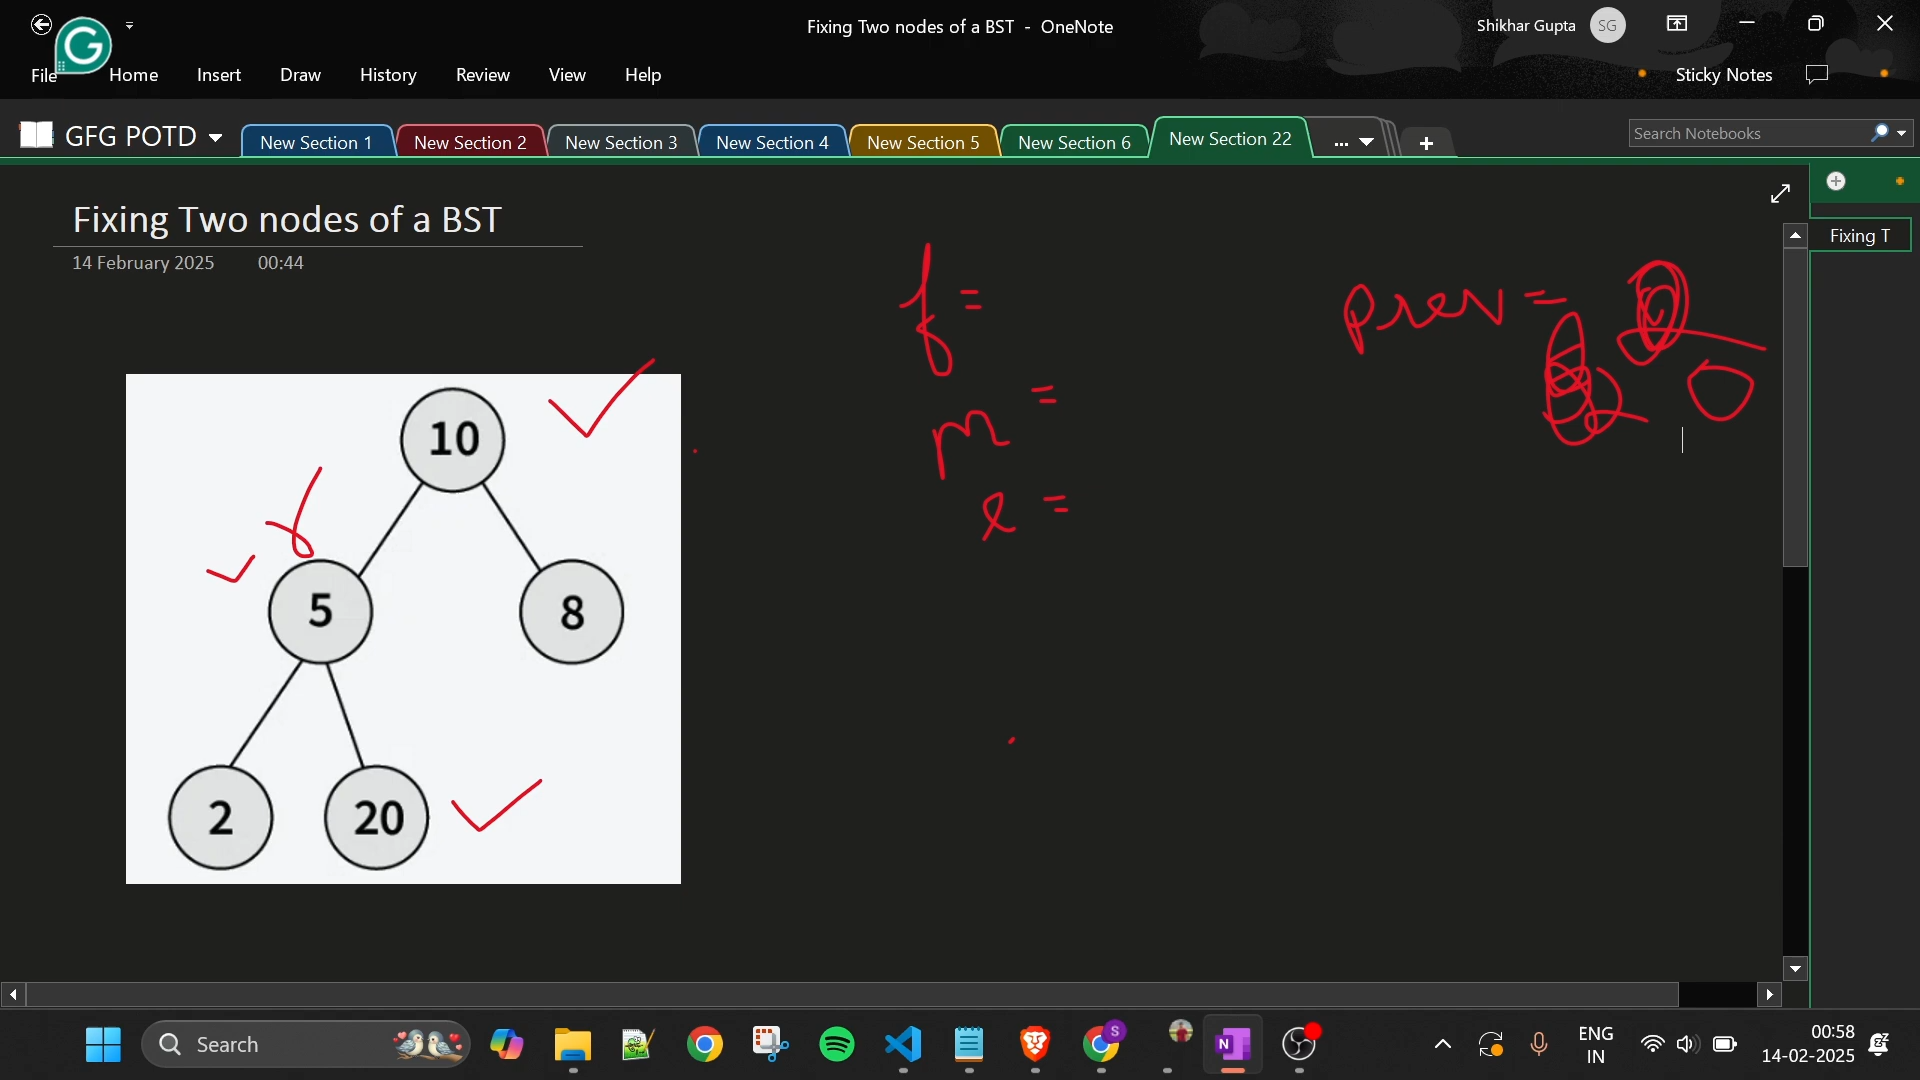 Fixing Two nodes of a BST - OneNote
Shikhar Gupta SG
File Home Insert Draw History Review View Help
Sticky Notes
GFG POTD New Section 1 New Section 2 New Section 3 New Section 4 New Section 5 New Section 6 New Section 22 ... +
Search Notebooks
Fixing Two nodes of a BST
14 February 2025 00:44
Fixing T
f =
prev =
m =
l =
10
5
8
2
20
Search
ENG
IN
00:58
14-02-2025